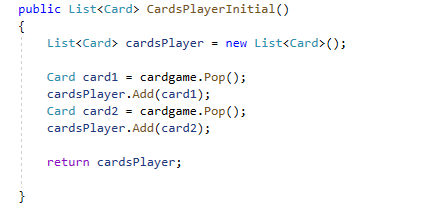 public List<Card> CardsPlayerInitial()
{
List<Card> cardsPlayer = new List<Card>();
Card card1 = cardgame.Pop();
cardsPlayer.Add(card1);
Card card2 = cardgame.Pop();
cardsPlayer.Add(card2);
return cardsPlayer;
}